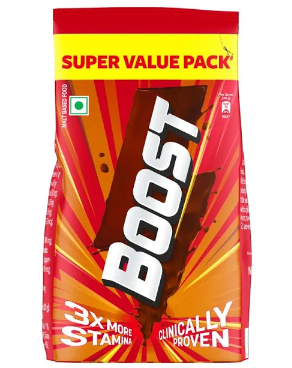 SUPER VALUE PACK*
MALT BASED FOOD
BOOST
3X MORE
STAMINA
CLINICALLY
PROVEN